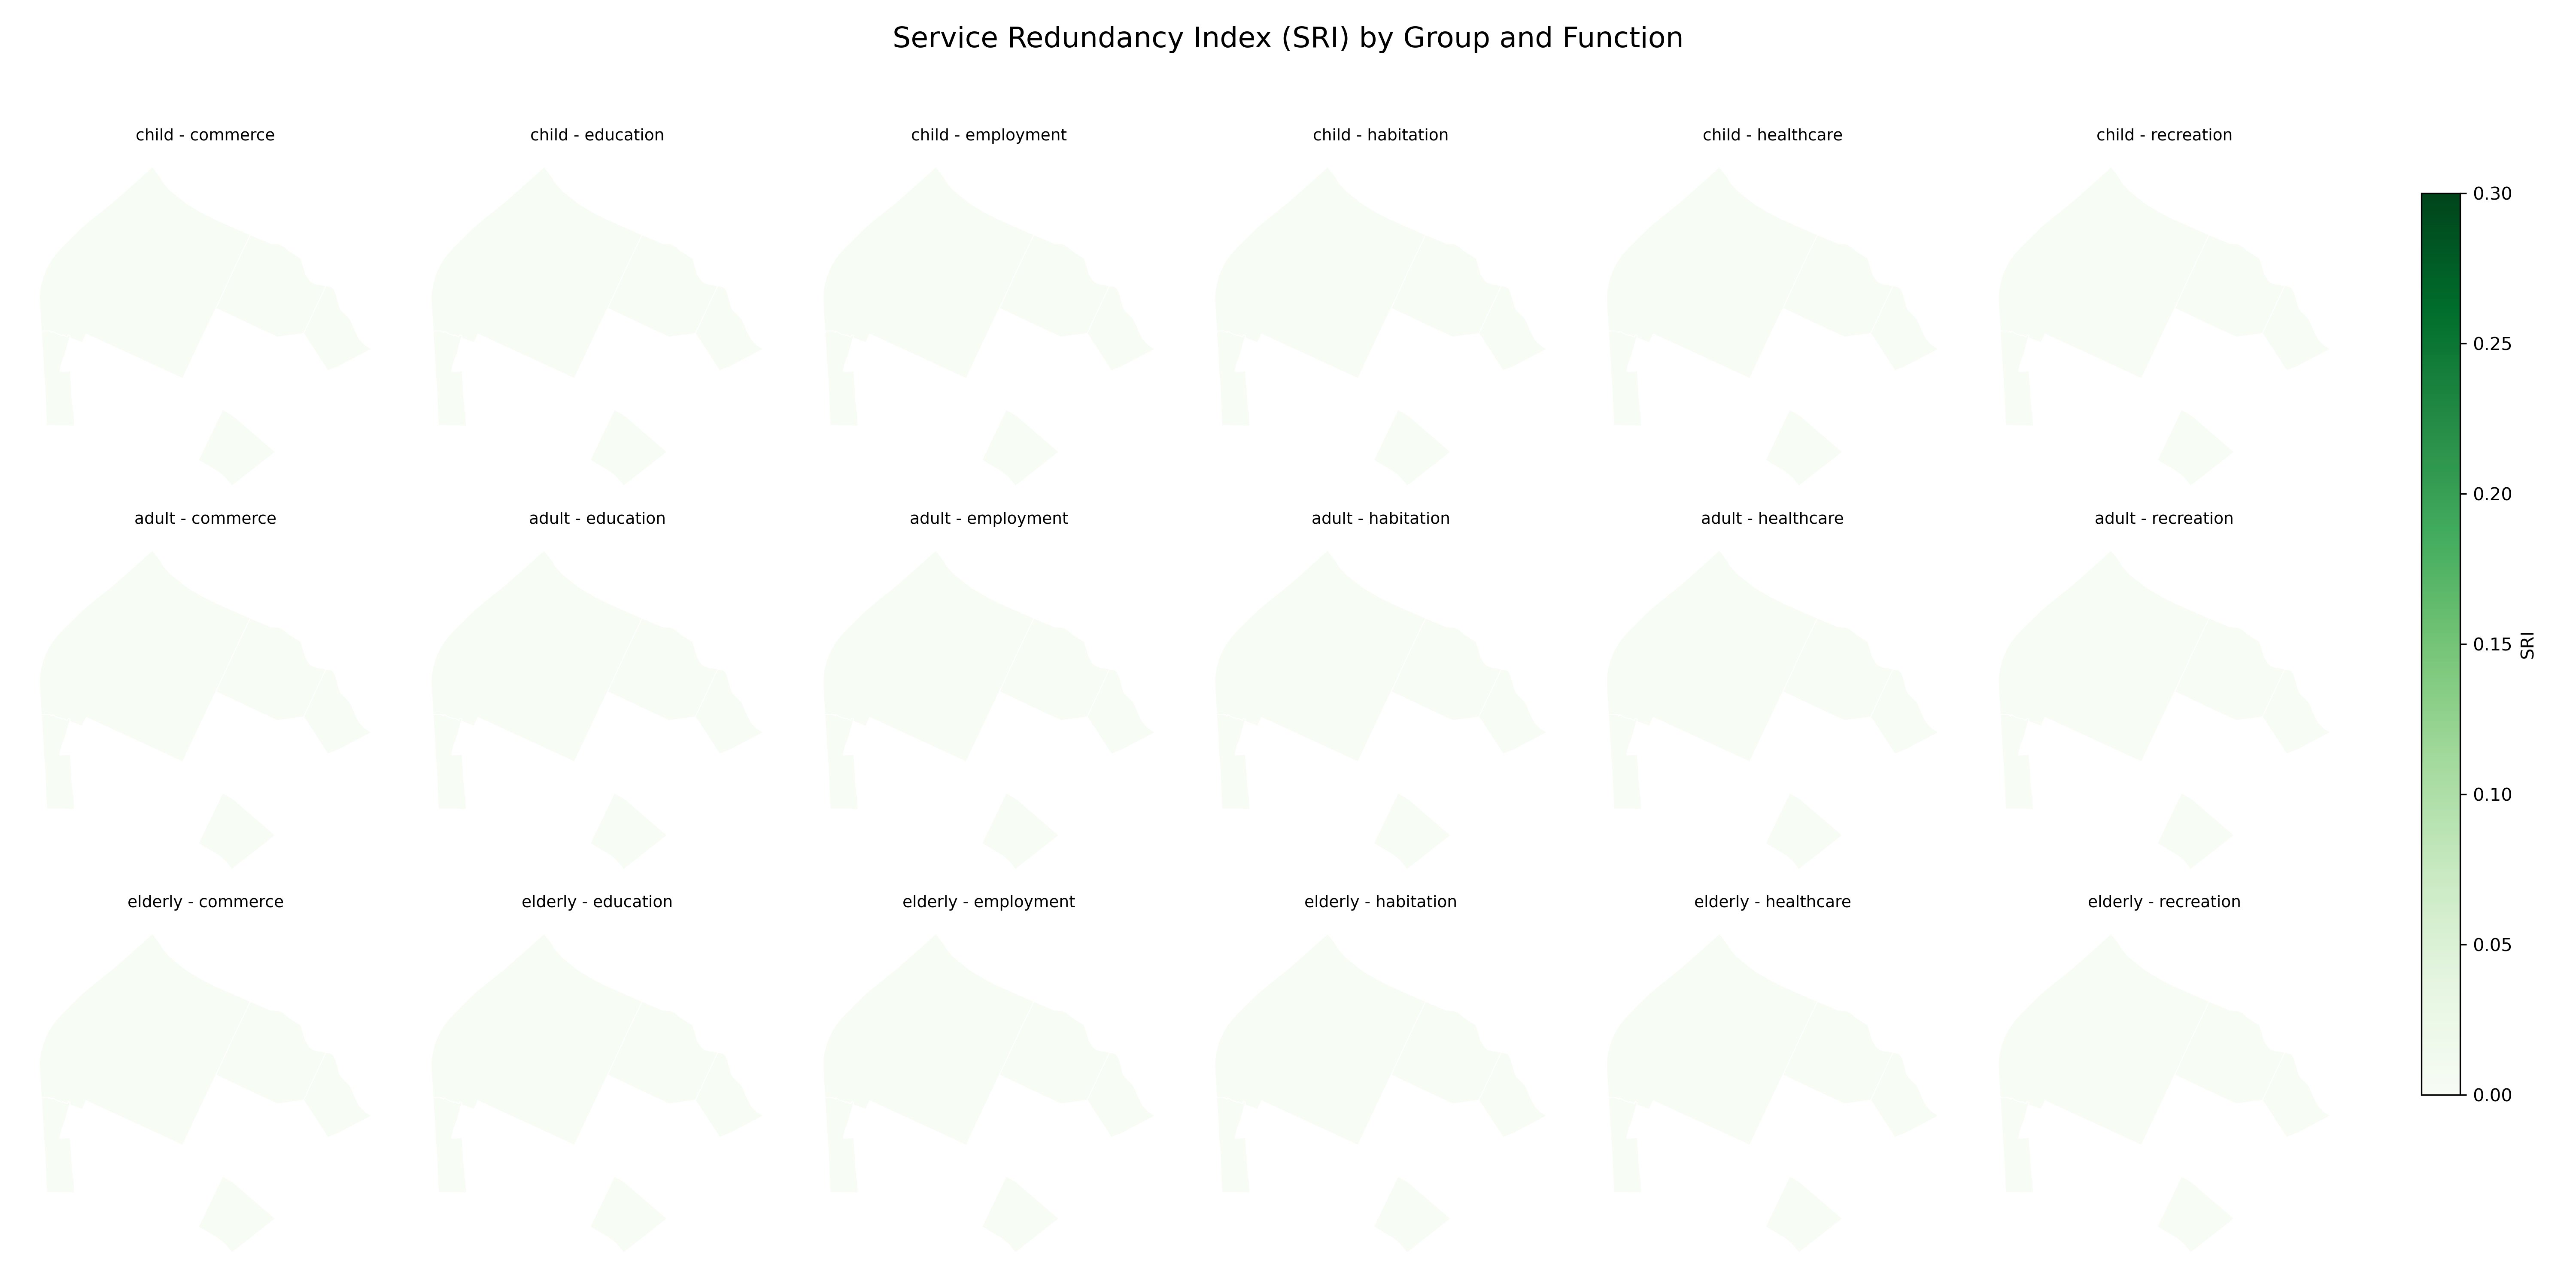 Service Redundancy Index (SRI) by Group and Function
child - commerce
child - education
child - employment
child - habitation
child - healthcare
child - recreation
adult - commerce
adult - education
adult - employment
adult - habitation
adult - healthcare
adult - recreation
elderly - commerce
elderly - education
elderly - employment
elderly - habitation
elderly - healthcare
elderly - recreation
0.30
0.25
0.20
0.15
0.10
0.05
0.00
SRI